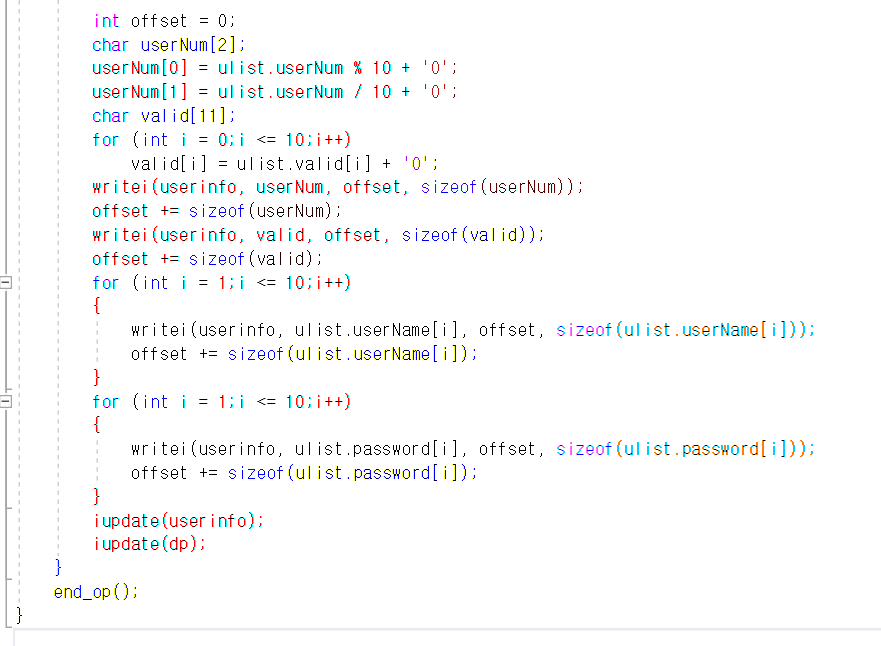 int offset = 0;
char userNum[2];
userNum[0] = ulist.userNum % 10 + '0';
userNum[1] = ulist.userNum / 10 + '0';
char valid[11];
for (int i = 0;i <= 10;i++)
valid[i] = ulist.valid[i] + '0';
writei(userinfo, userNum, offset, sizeof(userNum));
offset += sizeof(userNum);
writei(userinfo, valid, offset, sizeof(valid));
offset += sizeof(valid);
for (int i = 1;i <= 10;i++)
{
writei(userinfo, ulist.userName[i], offset, sizeof(ulist.userName[i]));
offset += sizeof(ulist.userName[i]);
}
for (int i = 1;i <= 10;i++)
{
writei(userinfo, ulist.password[i], offset, sizeof(ulist.password[i]));
offset += sizeof(ulist.password[i]);
}
iupdate(userinfo);
iupdate(dp);
}
end_op();
}